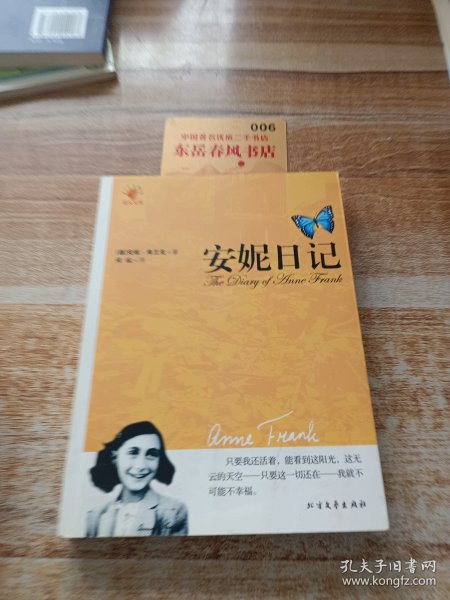 006
中国著名连锁二手书店
东岳春风书店
安妮日记
The Diary of Anne Frank
Anne Frank
只要我还活着，能看到这阳光，这无
云的天空——只要这一切还在——我就不
可能不幸福。
北方文艺出版社
孔夫子旧书网
www.kongfz.com